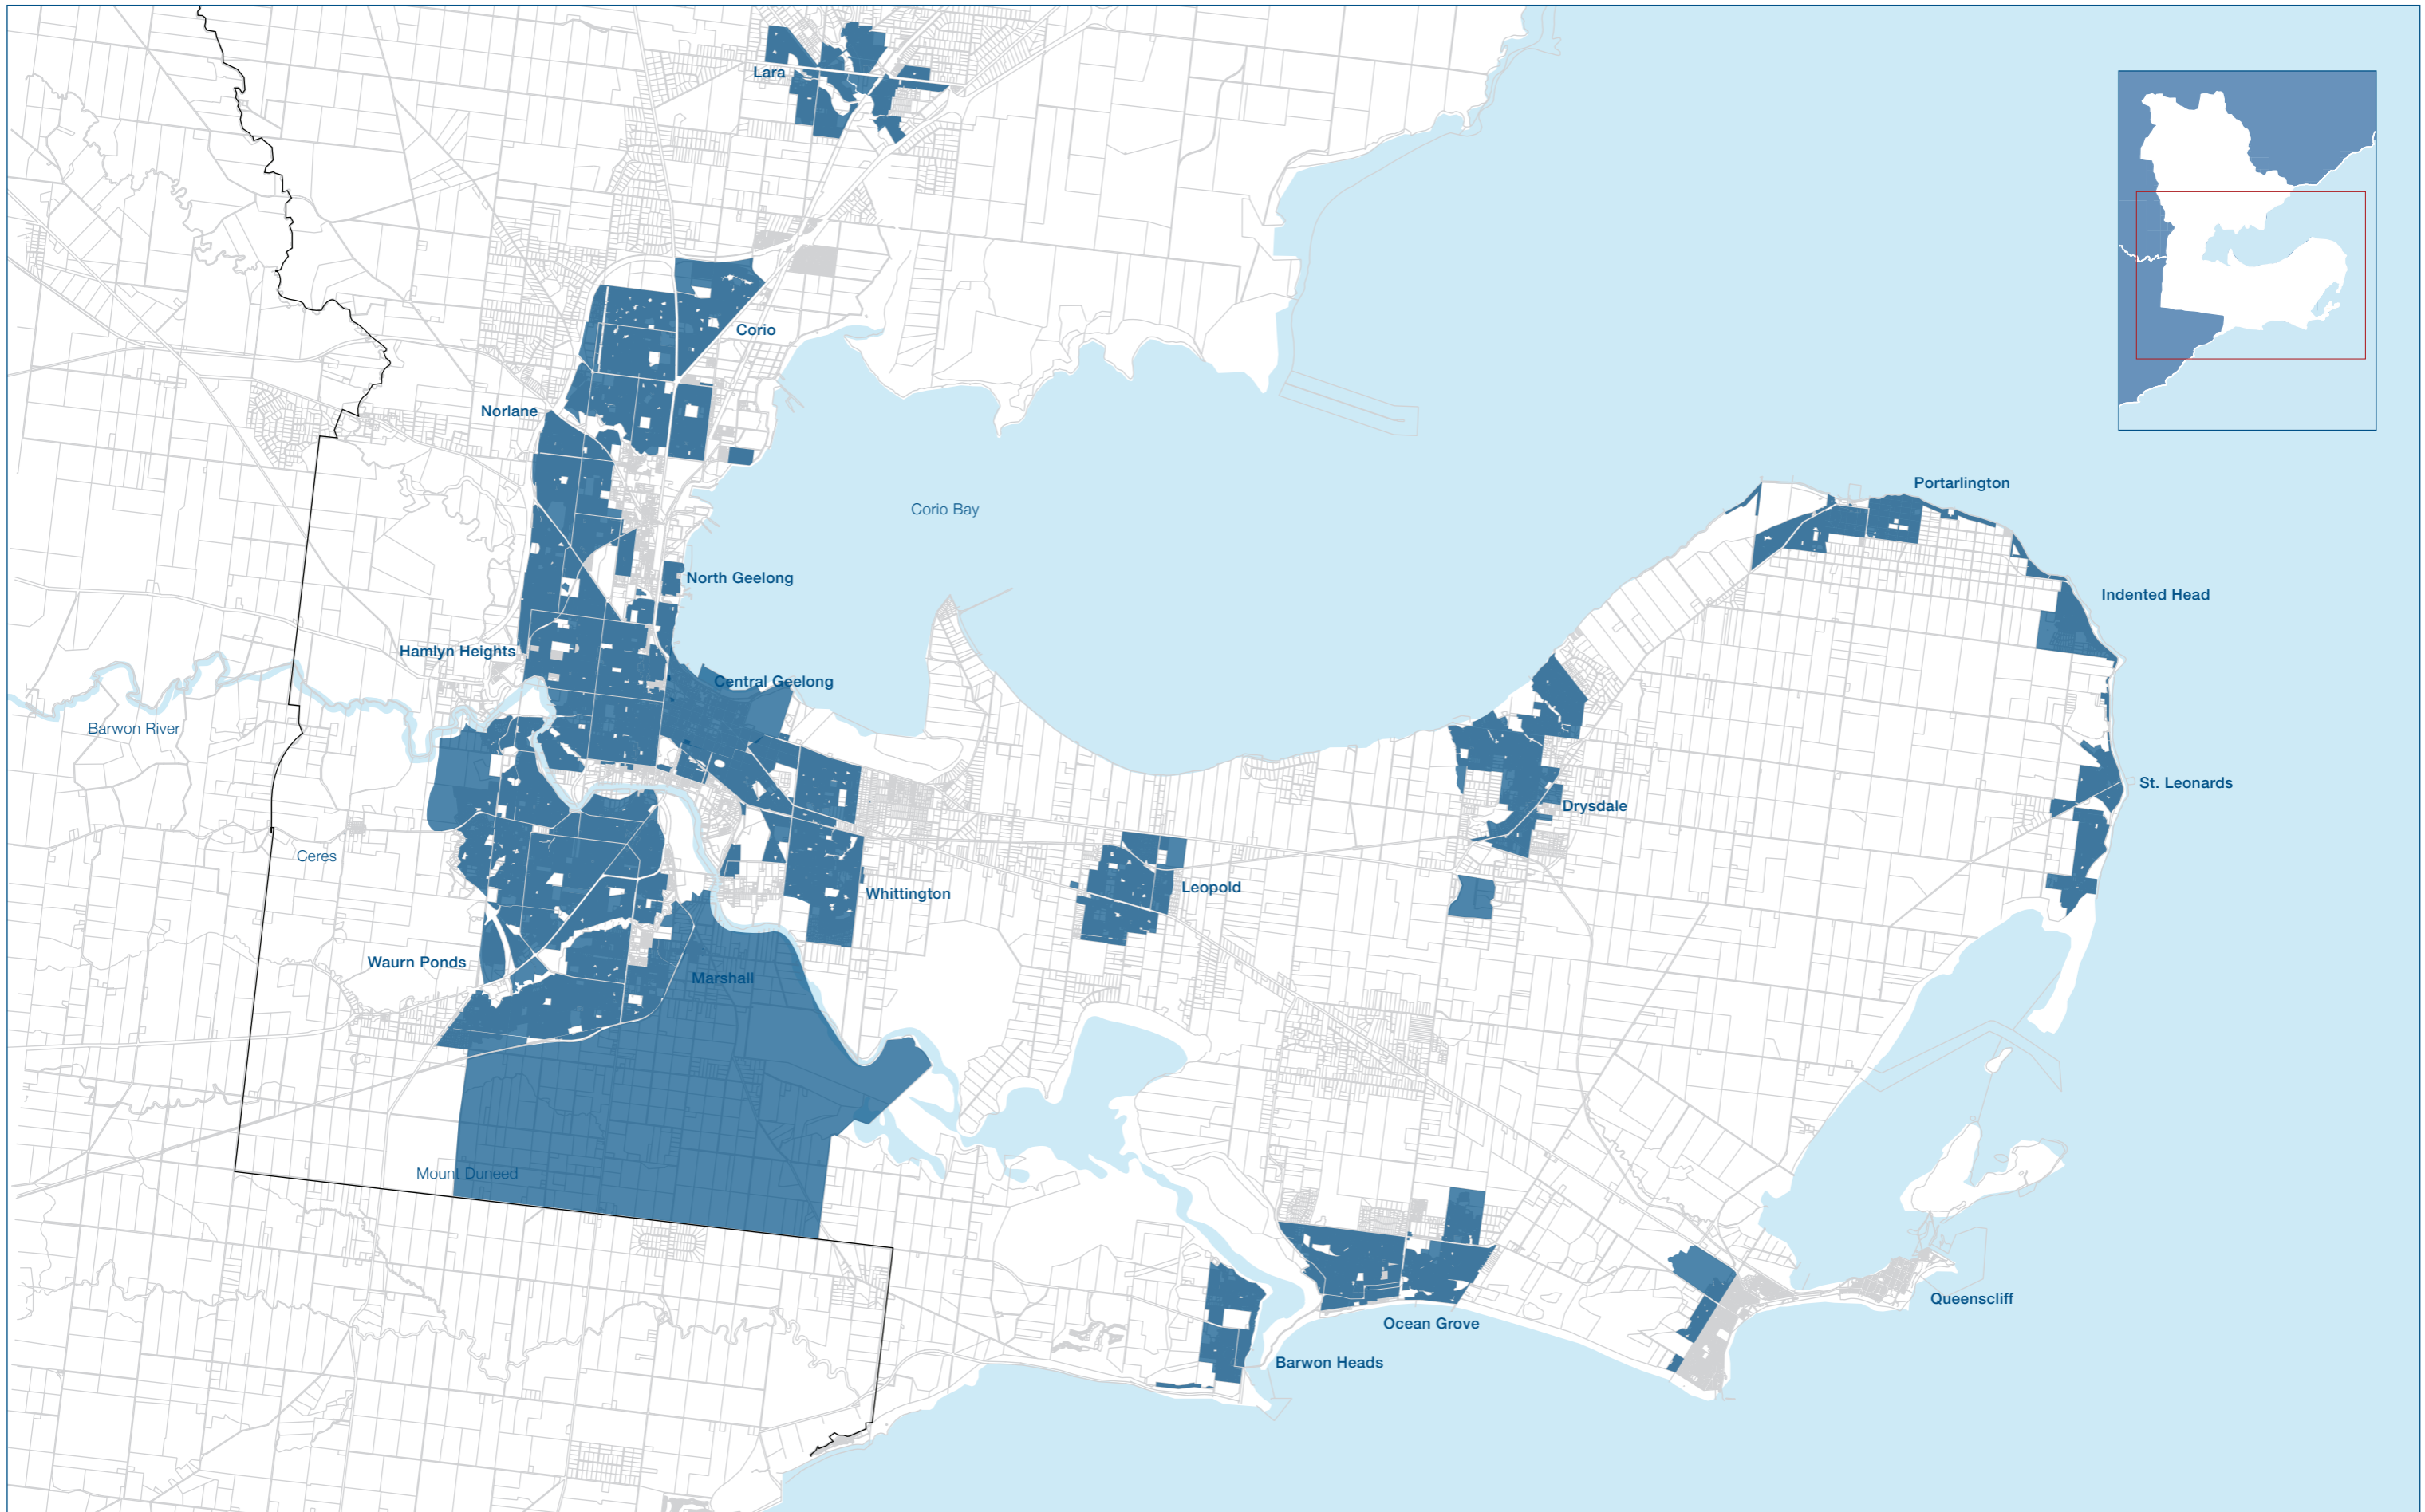 Lara
Corio
Norlane
Portarlington
Corio Bay
North Geelong
Indented Head
Hamlyn Heights
Central Geelong
Barwon River
St. Leonards
Drysdale
Ceres
Leopold
Whittington
Waurn Ponds
Marshall
Mount Duneed
Queenscliff
Ocean Grove
Barwon Heads